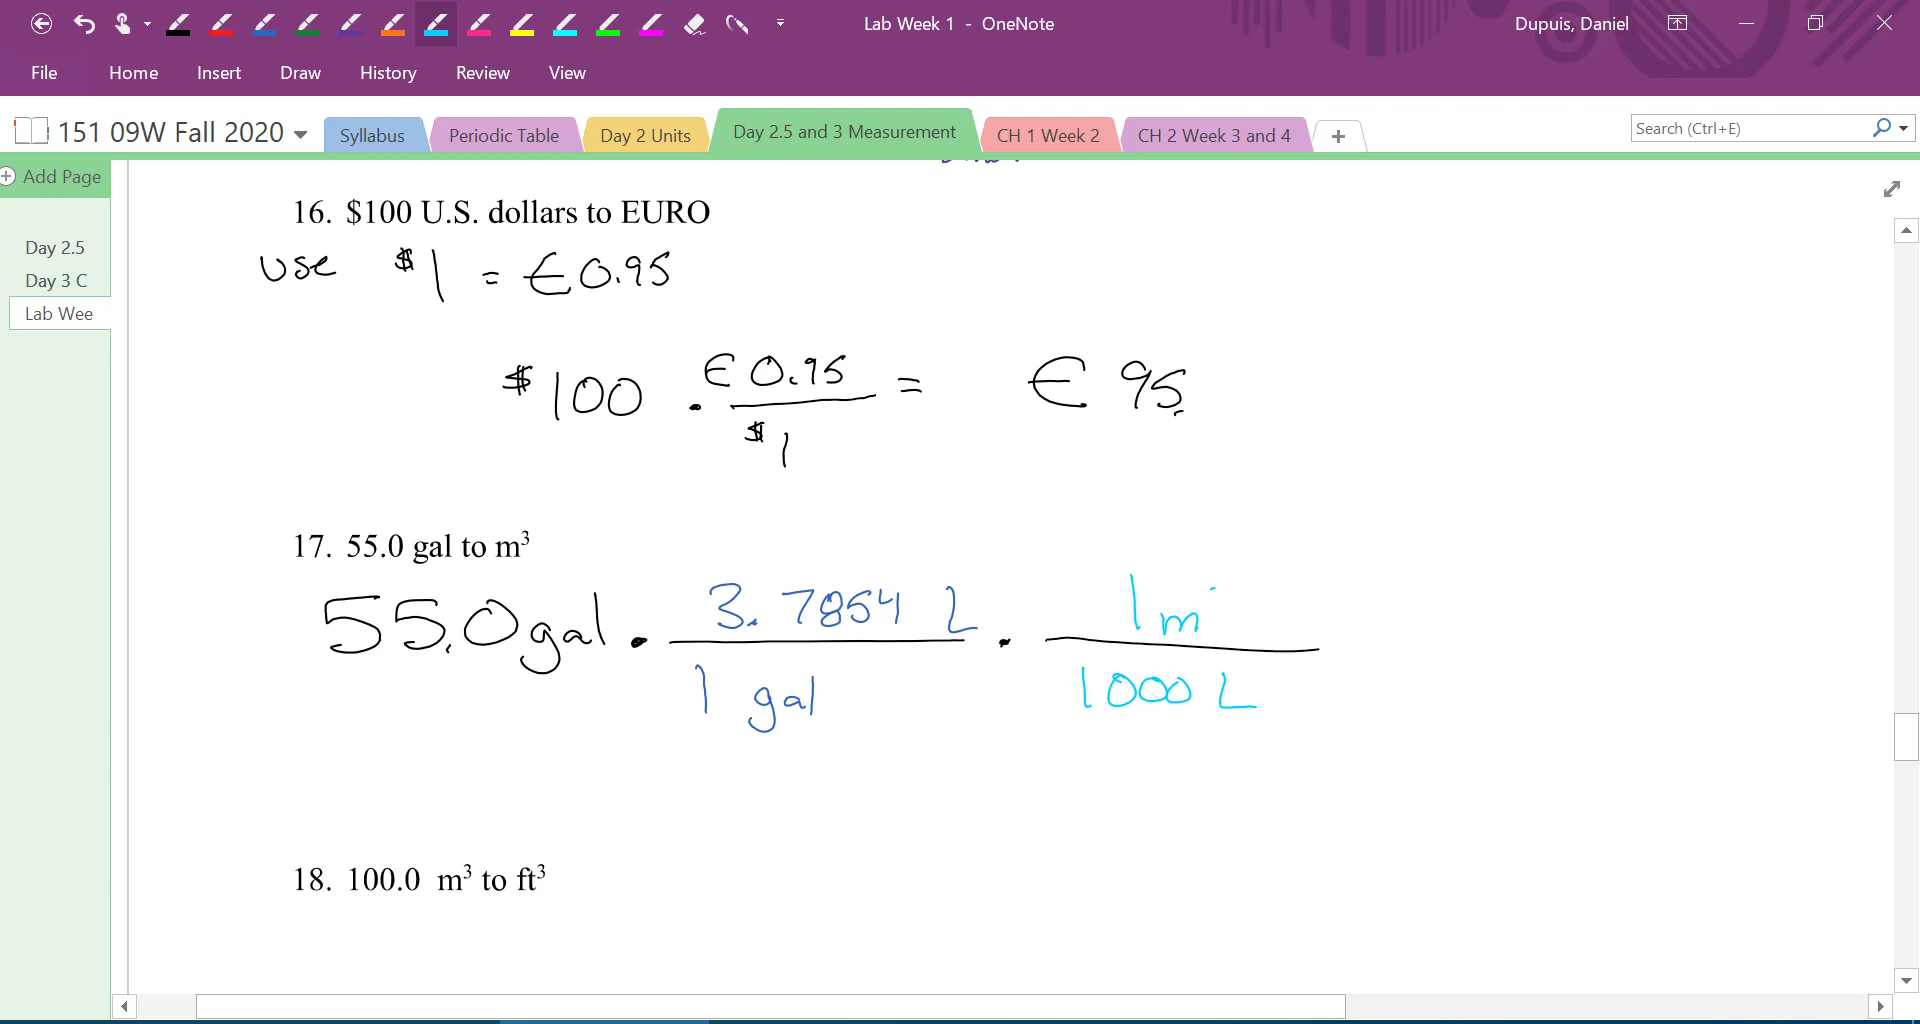 Lab Week 1 - OneNote
Dupuis, Daniel
File Home Insert Draw History Review View
151 09W Fall 2020
Syllabus Periodic Table Day 2 Units Day 2.5 and 3 Measurement CH 1 Week 2 CH 2 Week 3 and 4 +
Search (Ctrl+E)
Add Page
Day 2.5
Day 3 C
Lab Wee
16. $100 U.S. dollars to EURO
use $1 = €0.95
$100 · €0.95 = €95.
$1
17. 55.0 gal to m³
55.0 gal · 3.7854 L · 1 m
1 gal 1000 L
18. 100.0 m³ to ft³